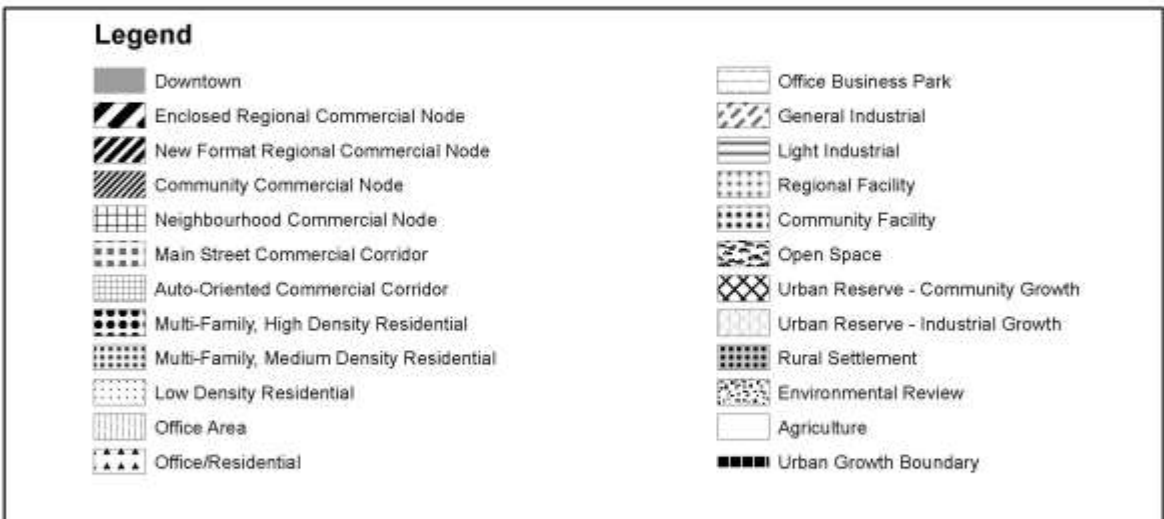 Legend
Downtown
Enclosed Regional Commercial Node
New Format Regional Commercial Node
Community Commercial Node
Neighbourhood Commercial Node
Main Street Commercial Corridor
Auto-Oriented Commercial Corridor
Multi-Family, High Density Residential
Multi-Family, Medium Density Residential
Low Density Residential
Office Area
Office/Residential
Office Business Park
General Industrial
Light Industrial
Regional Facility
Community Facility
Open Space
Urban Reserve - Community Growth
Urban Reserve - Industrial Growth
Rural Settlement
Environmental Review
Agriculture
Urban Growth Boundary